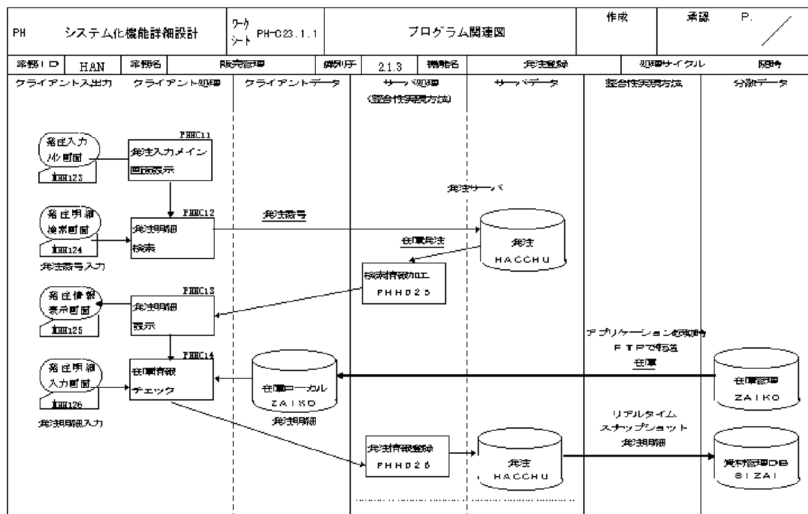 PH
システム化機能詳細設計
ワーク
シート
PH-C23.1.1
プログラム関連図
作成
承認
P.
業務ID
HAN
業務名
販売管理
識別子
2.1.3
機能名
発注登録
処理サイクル
随時
クライアント入出力
クライアント処理
クライアントデータ
サーバ処理
(整合性実現方法)
サーバデータ
整合性実現方法
分散データ
発注入力
メイン画面
PHHC11
発注入力メイン
画面表示
発注サーバ
発注明細
検索画面
発注番号入力
PHHC12
発注明細
検索
発注番号
発注
HACCHU
在庫発注
検索情報加工
PHHD25
発注情報
表示画面
PHHC13
発注明細
表示
アプリケーション起動時
FTPで転送
在庫
発注明細
入力画面
発注明細入力
PHHC14
在庫情報
チェック
在庫ローカル
ZAIKO
在庫管理
ZAIKO
発注明細
リアルタイム
スナップショット
発注明細
発注情報登録
PHHD26
発注
HACCHU
資材管理DB
SIZAI